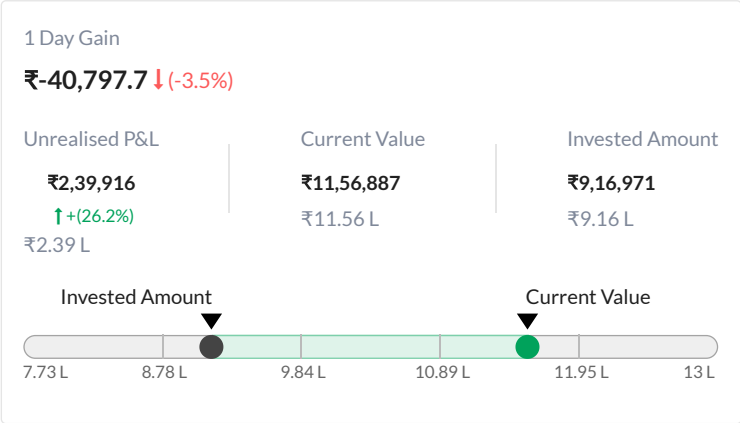 1 Day Gain
₹-40,797.7 ↓ (-3.5%)
Unrealised P&L
₹2,39,916
↑ +(26.2%)
₹2.39 L
Current Value
₹11,56,887
₹11.56 L
Invested Amount
₹9,16,971
₹9.16 L
Invested Amount Current Value
7.73 L 8.78 L 9.84 L 10.89 L 11.95 L 13 L